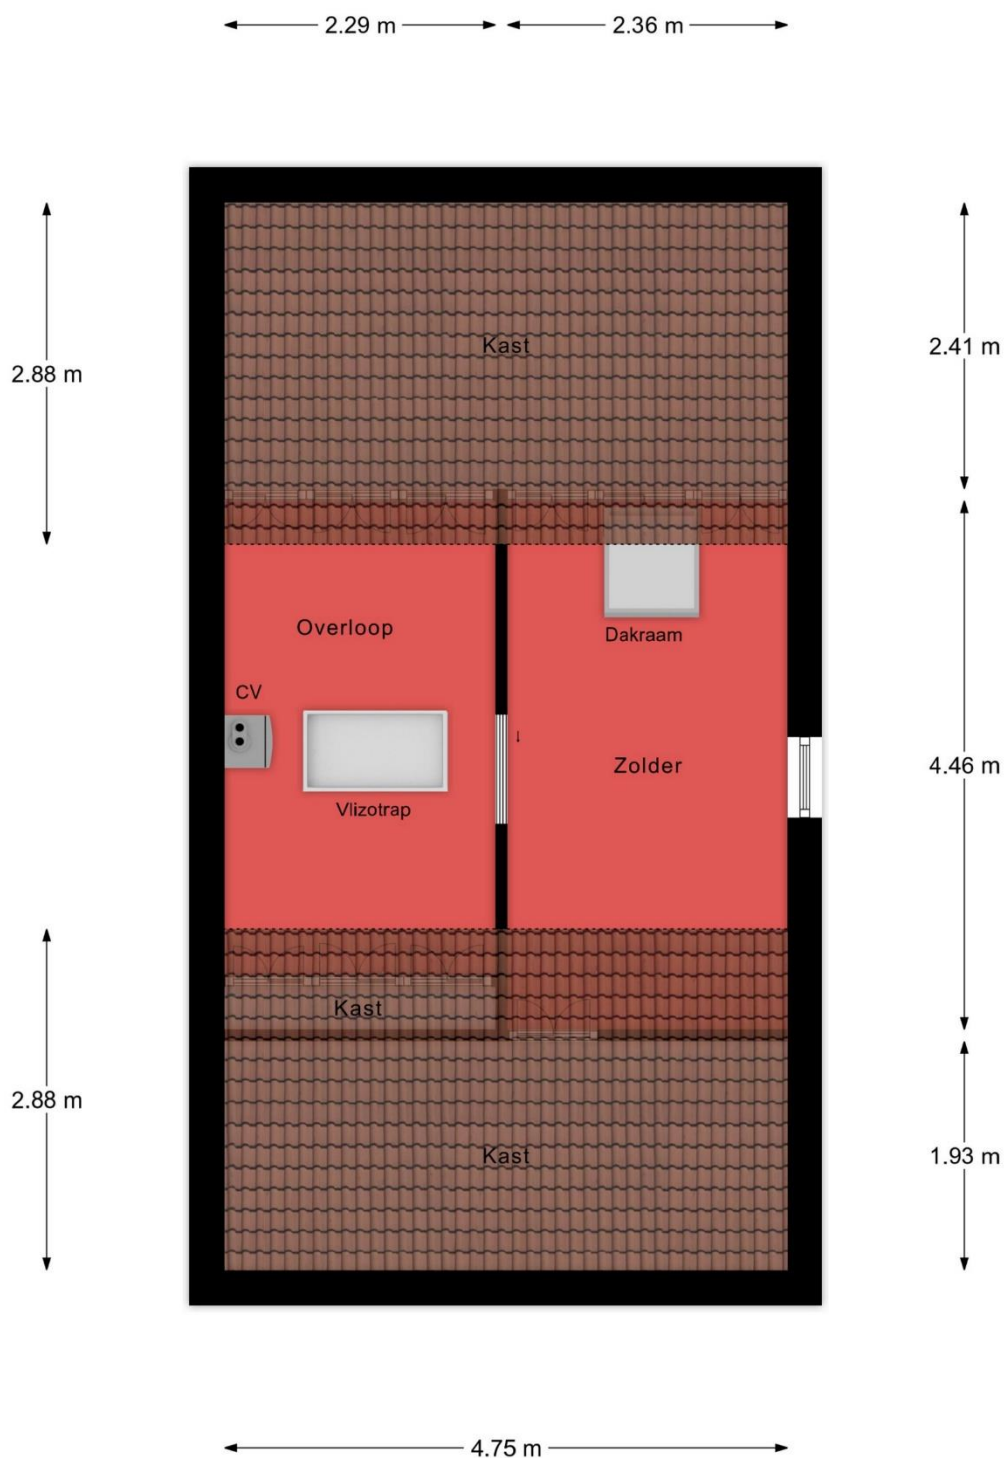 2.29 m
2.36 m
Kast
2.41 m
2.88 m
Overloop
Dakraam
CV
Zolder
4.46 m
Vlizotrap
Kast
2.88 m
Kast
1.93 m
4.75 m